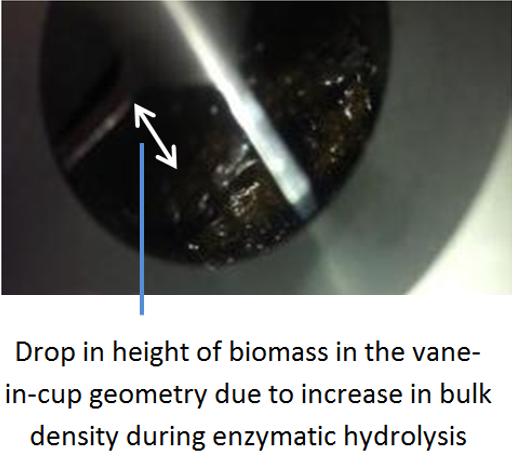 Drop in height of biomass in the vane-
in-cup geometry due to increase in bulk
density during enzymatic hydrolysis